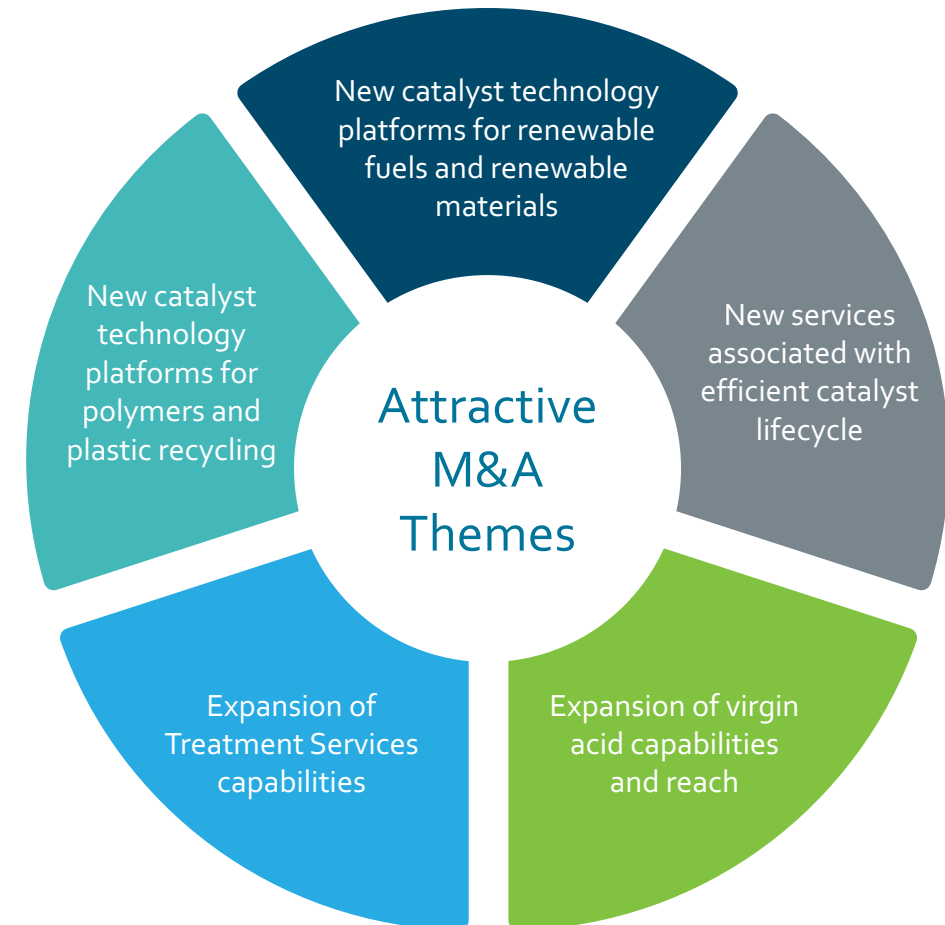 New catalyst technology
platforms for renewable
fuels and renewable
materials
New services
associated with
efficient catalyst
lifecycle
Expansion of virgin
acid capabilities
and reach
Expansion of
Treatment Services
capabilities
New catalyst
technology
platforms for
polymers and
plastic recycling
Attractive
M&A
Themes